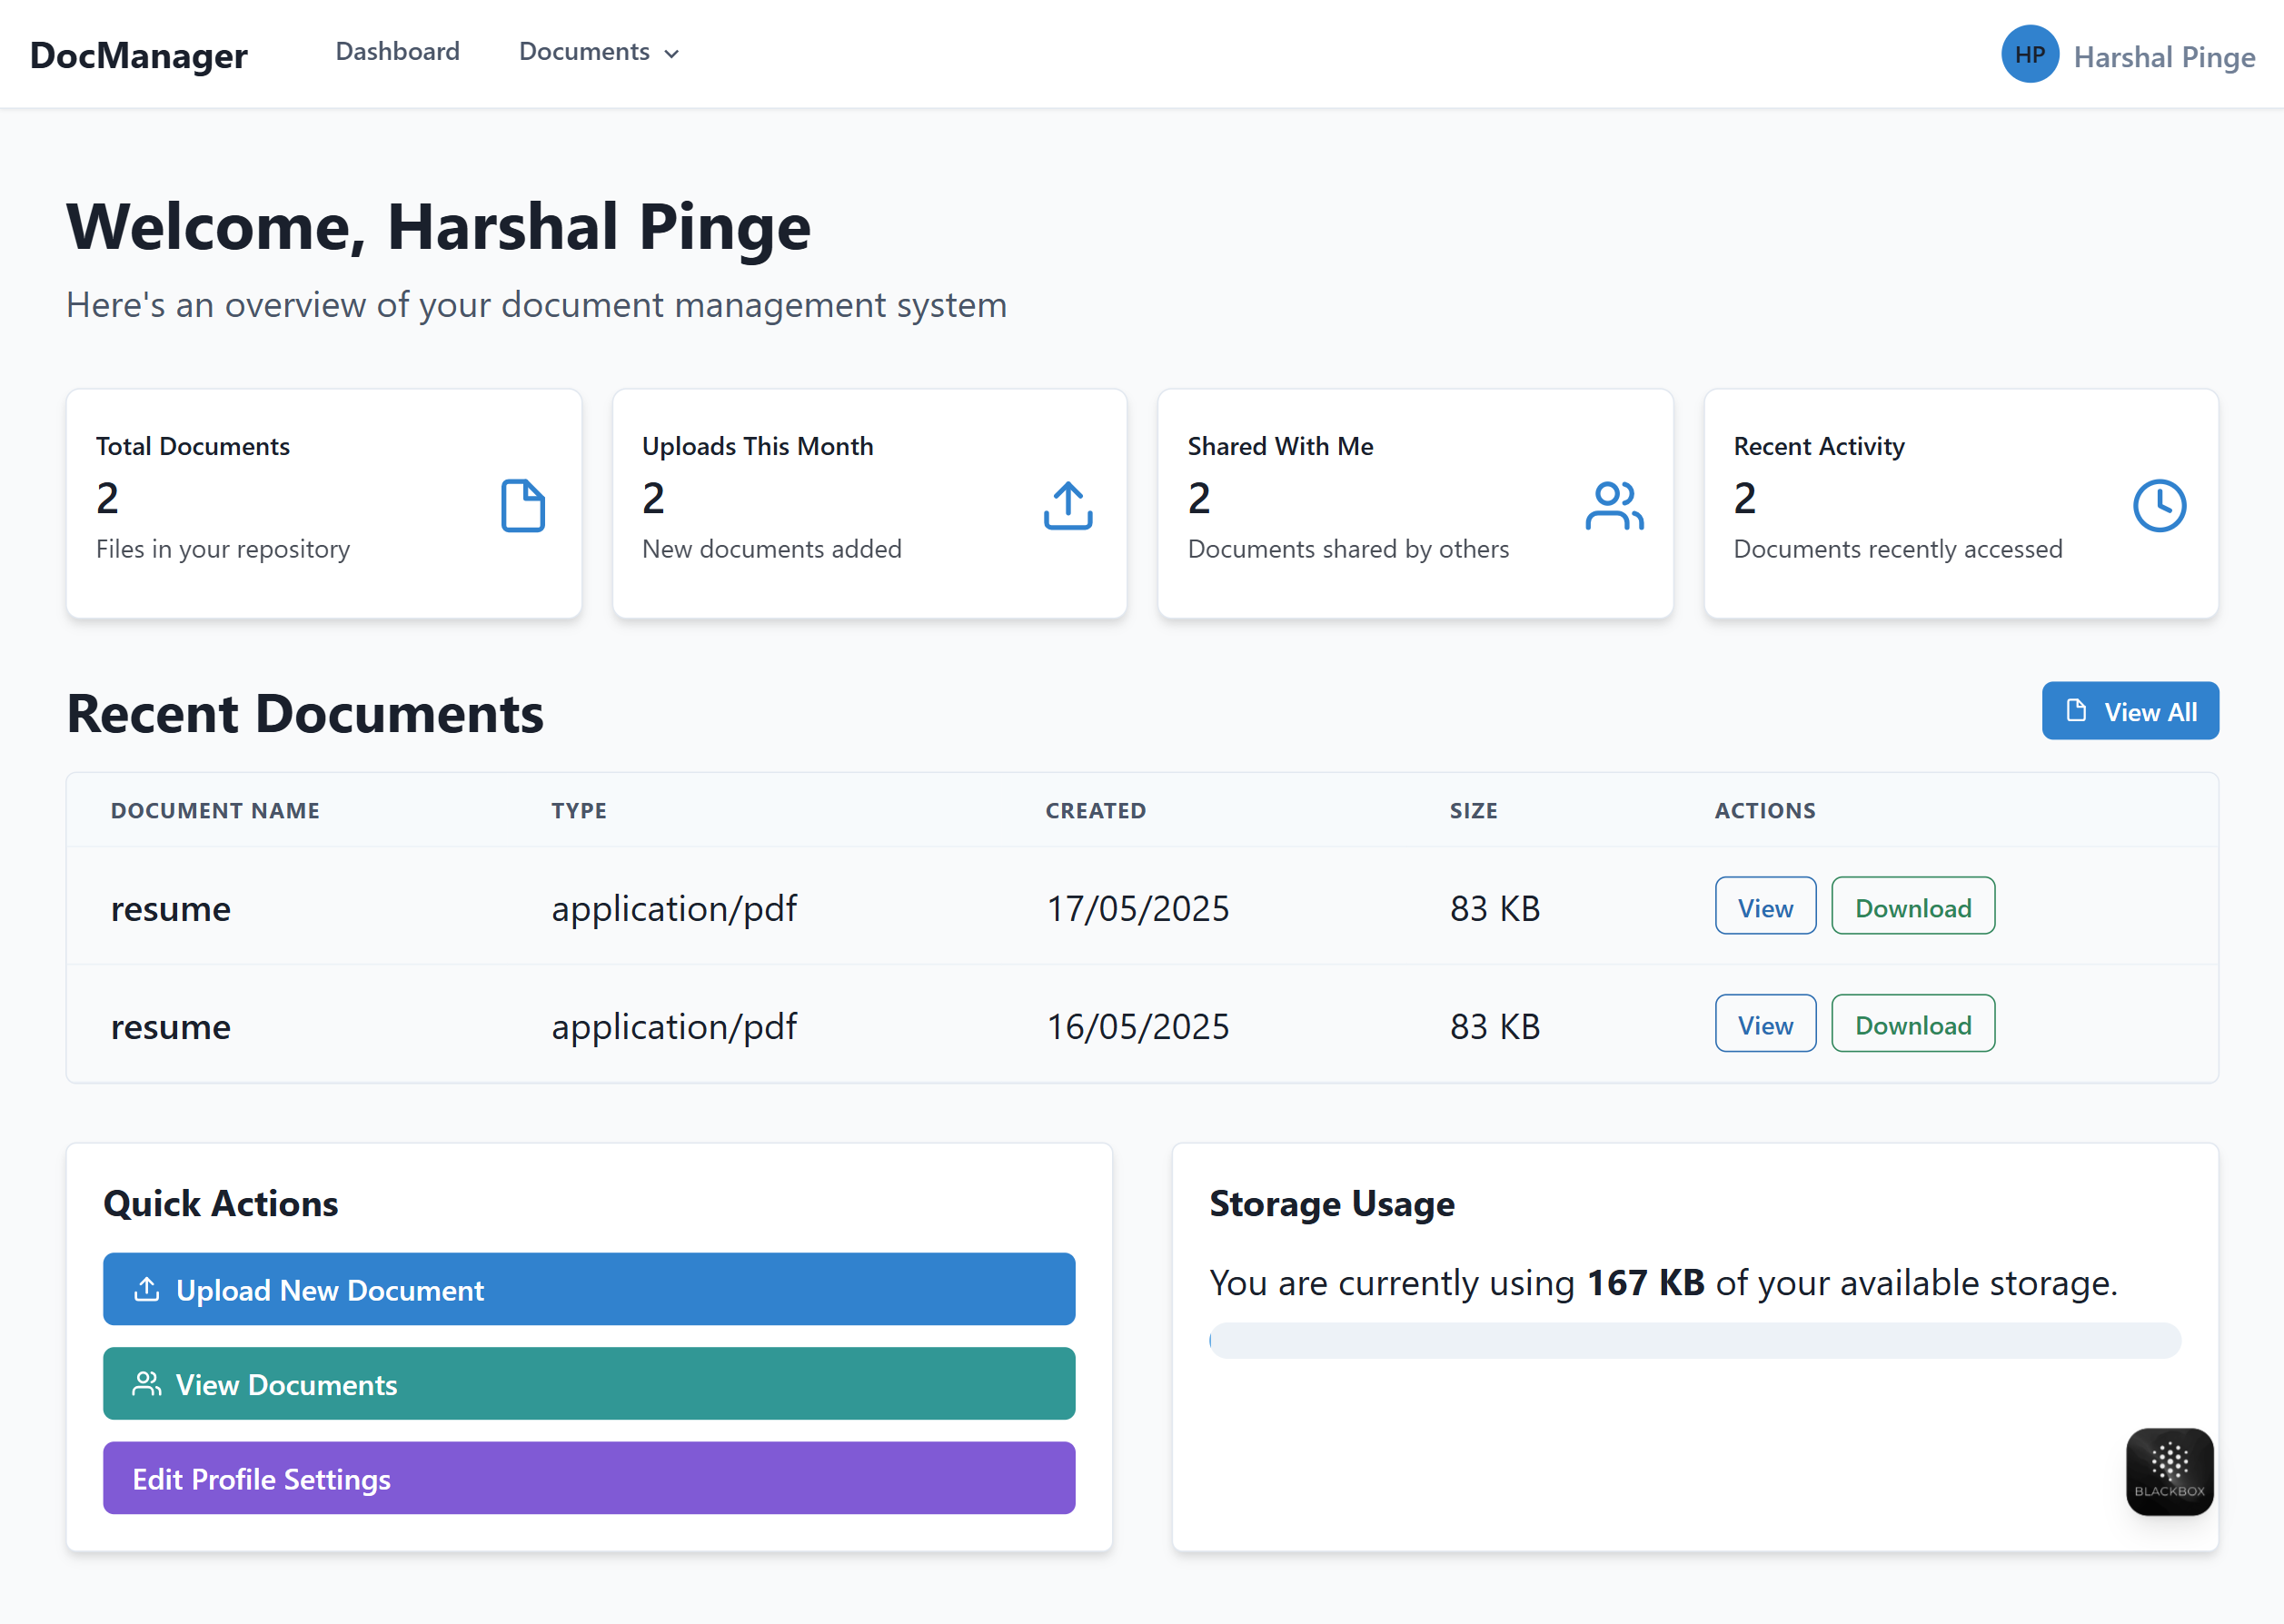 DocManager
Dashboard
Documents
HP
Harshal Pinge
Welcome, Harshal Pinge
Here's an overview of your document management system
Total Documents
2
Files in your repository
Uploads This Month
2
New documents added
Shared With Me
2
Documents shared by others
Recent Activity
2
Documents recently accessed
Recent Documents
View All
DOCUMENT NAME TYPE CREATED SIZE ACTIONS
resume application/pdf 17/05/2025 83 KB View Download
resume application/pdf 16/05/2025 83 KB View Download
Quick Actions
Upload New Document
View Documents
Edit Profile Settings
Storage Usage
You are currently using 167 KB of your available storage.
BLACKBOX